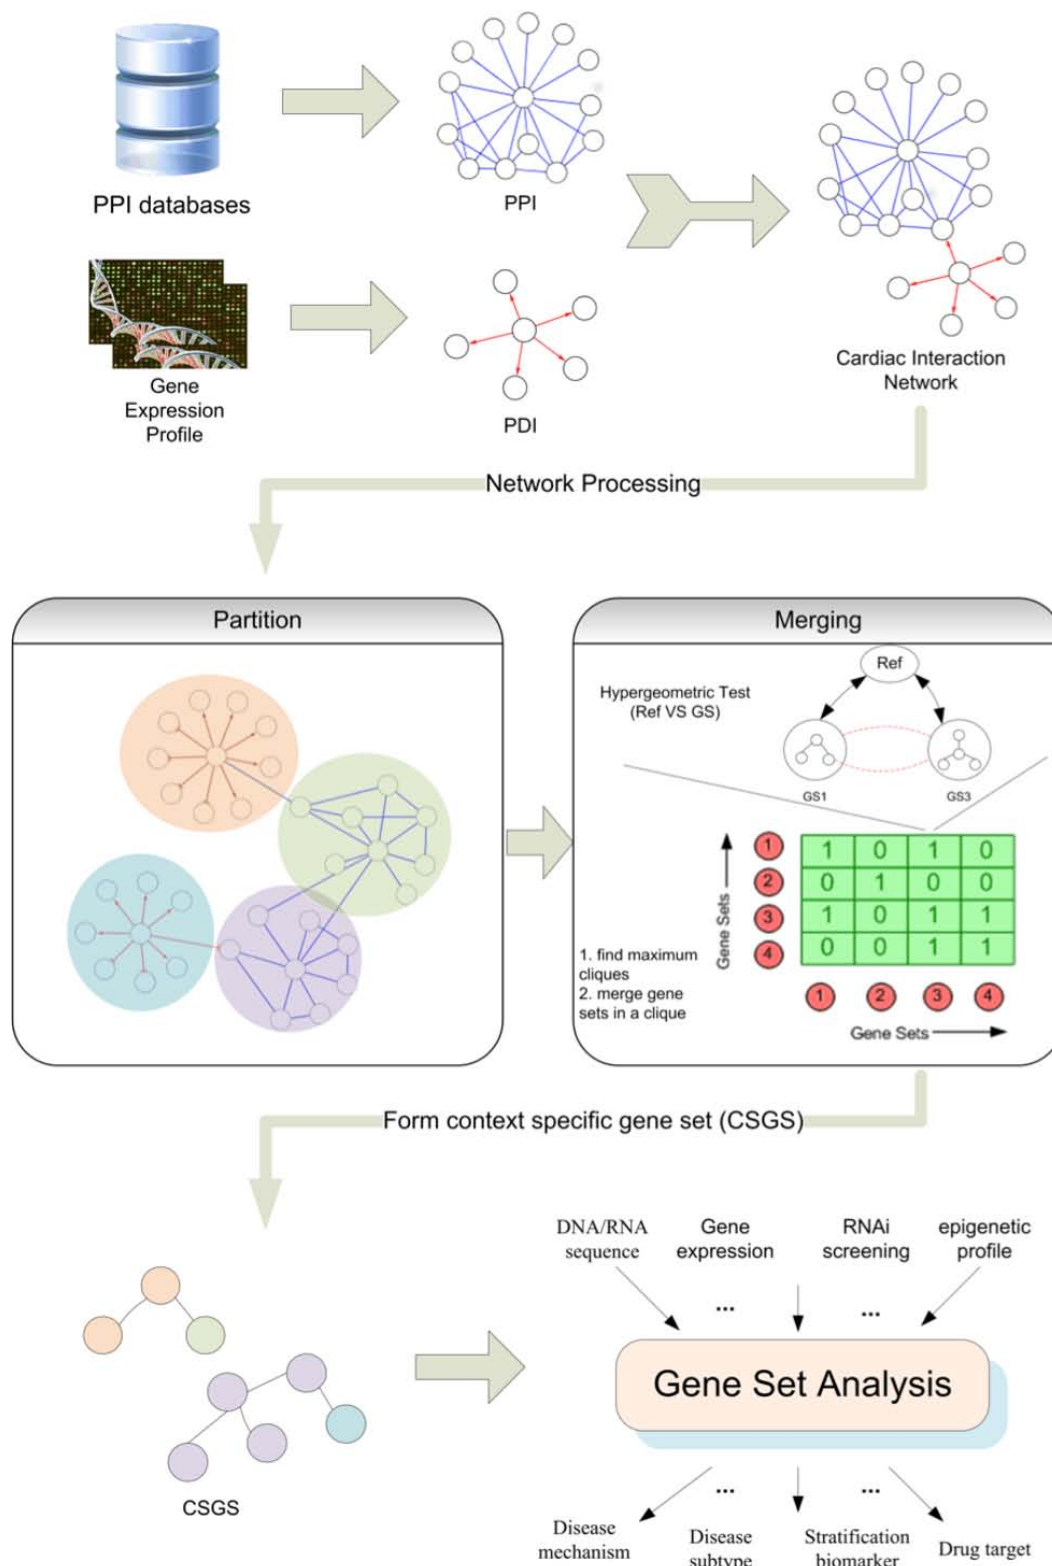 PPI databases
PPI
Gene
Expression
Profile
PDI
Cardiac Interaction
Network
Network Processing
Partition
Merging
Ref
Hypergeometric Test
(Ref VS GS)
GS1
GS3
1
1 0 1 0
2
0 1 0 0
3
1 0 1 1
4
0 0 1 1
Gene Sets
1. find maximum
cliques
2. merge gene
sets in a clique
1 2 3 4
Gene Sets
Form context specific gene set (CSGS)
DNA/RNA
sequence
Gene
expression
RNAi
screening
epigenetic
profile
... ...
Gene Set Analysis
CSGS
... ...
Disease
mechanism
Disease
subtype
Stratification
biomarker
Drug target